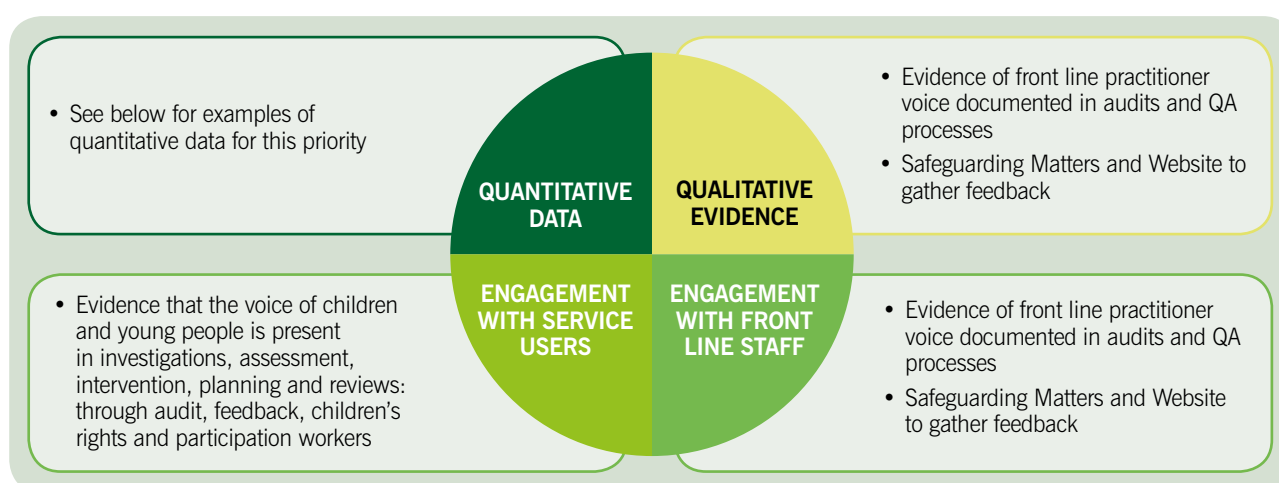 • See below for examples of
quantitative data for this priority
QUANTITATIVE
DATA
QUALITATIVE
EVIDENCE
• Evidence of front line practitioner
voice documented in audits and QA
processes
• Safeguarding Matters and Website to
gather feedback
• Evidence that the voice of children
and young people is present
in investigations, assessment,
intervention, planning and reviews:
through audit, feedback, children’s
rights and participation workers
ENGAGEMENT
WITH SERVICE
USERS
ENGAGEMENT
WITH FRONT
LINE STAFF
• Evidence of front line practitioner
voice documented in audits and QA
processes
• Safeguarding Matters and Website
to gather feedback